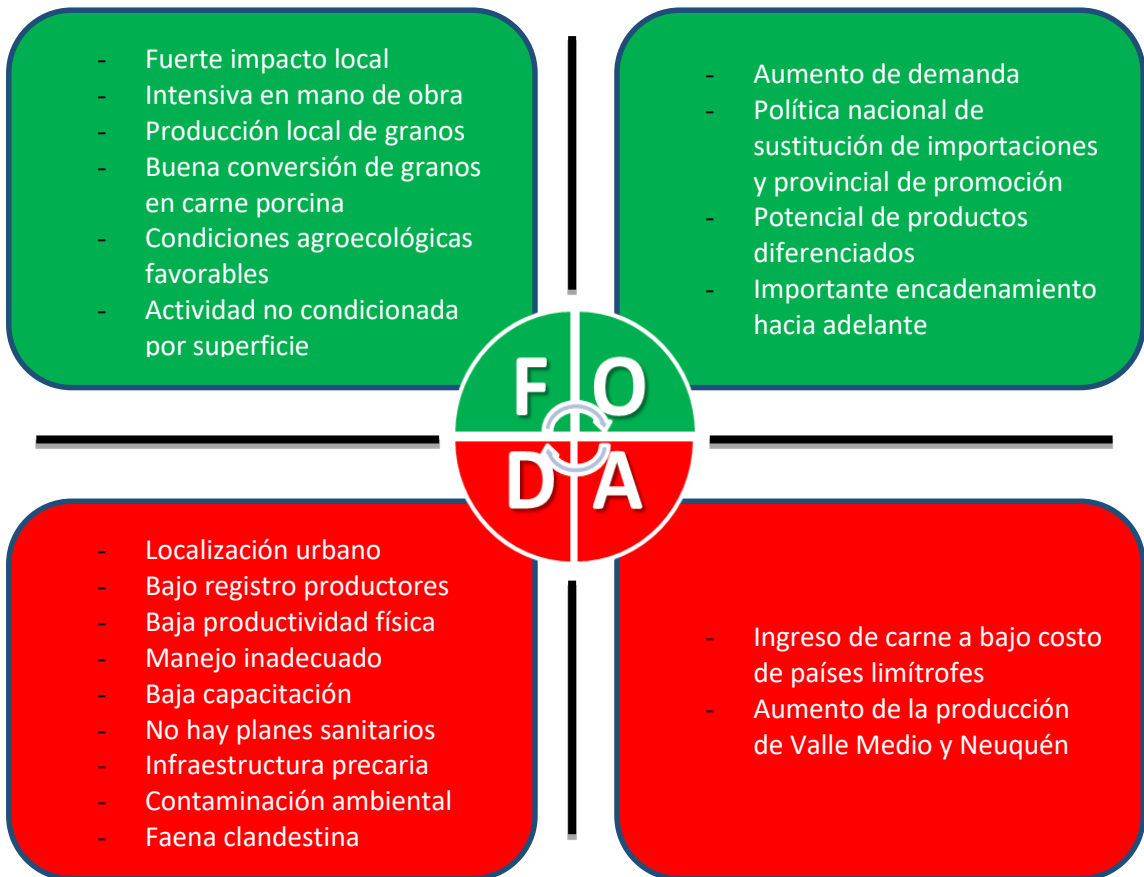 - Fuerte impacto local
- Intensiva en mano de obra
- Producción local de granos
- Buena conversión de granos
en carne porcina
- Condiciones agroecológicas
favorables
- Actividad no condicionada
por superficie
- Aumento de demanda
- Política nacional de
sustitución de importaciones
y provincial de promoción
- Potencial de productos
diferenciados
- Importante encadenamiento
hacia adelante
F O
D A
- Localización urbano
- Bajo registro productores
- Baja productividad física
- Manejo inadecuado
- Baja capacitación
- No hay planes sanitarios
- Infraestructura precaria
- Contaminación ambiental
- Faena clandestina
- Ingreso de carne a bajo costo
de países limítrofes
- Aumento de la producción
de Valle Medio y Neuquén